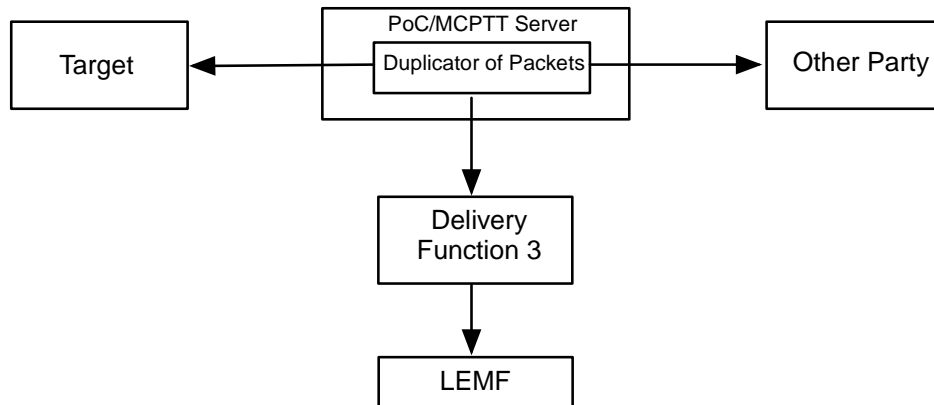 PoC/MCPTT Server
Target
Duplicator of Packets
Other Party
Delivery
Function 3
LEMF